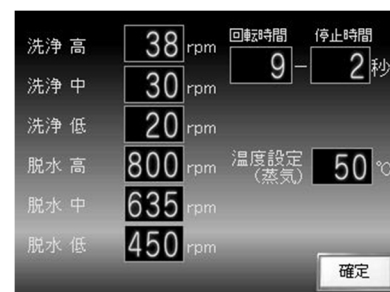 洗浄 高 38 rpm
洗浄 中 30 rpm
洗浄 低 20 rpm
脱水 高 800 rpm
脱水 中 635 rpm
脱水 低 450 rpm
回転時間 停止時間
9 - 2 秒
温度設定 50 ℃
(蒸気)
確定